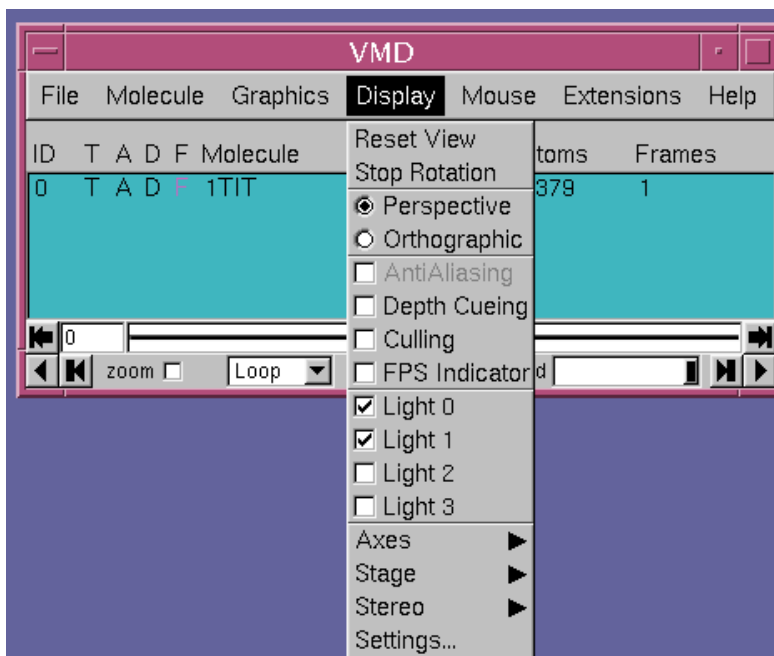 VMD
File Molecule Graphics Display Mouse Extensions Help
ID T A D F Molecule toms Frames
0 T A D F 1TIT 379 1
Reset View
Stop Rotation
Perspective
Orthographic
AntiAliasing
Depth Cueing
Culling
FPS Indicator
Light 0
Light 1
Light 2
Light 3
Axes
Stage
Stereo
Settings...
0
zoom Loop d